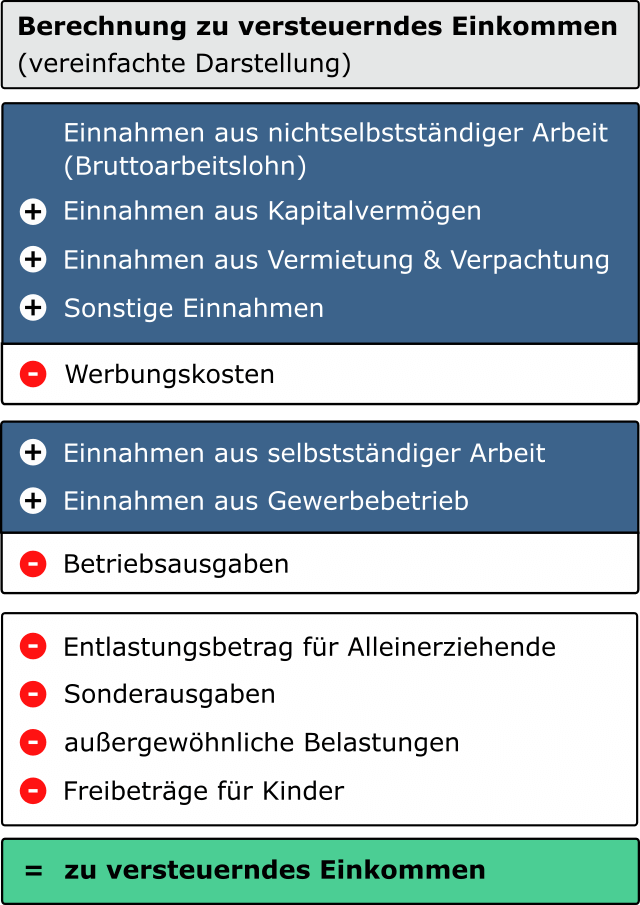 Berechnung zu versteuerndes Einkommen
(vereinfachte Darstellung)
Einnahmen aus nichtselbstständiger Arbeit
(Bruttoarbeitslohn)
+ Einnahmen aus Kapitalvermögen
+ Einnahmen aus Vermietung & Verpachtung
+ Sonstige Einnahmen
- Werbungskosten
+ Einnahmen aus selbstständiger Arbeit
+ Einnahmen aus Gewerbebetrieb
- Betriebsausgaben
- Entlastungsbetrag für Alleinerziehende
- Sonderausgaben
- außergewöhnliche Belastungen
- Freibeträge für Kinder
= zu versteuerndes Einkommen